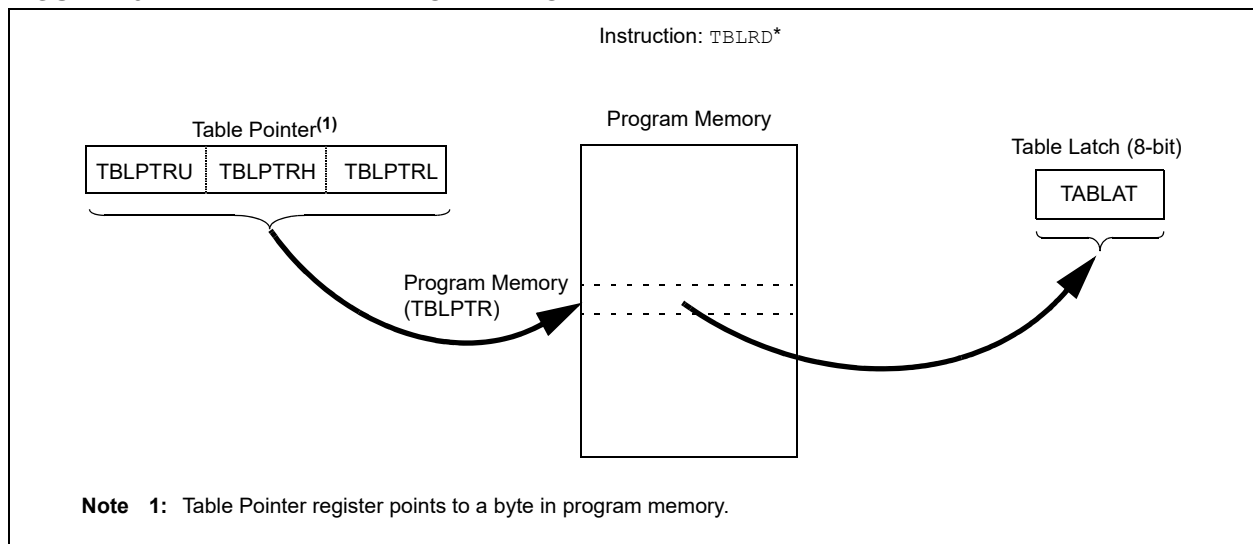 Instruction: TBLRD*
Table Pointer(1)
TBLPTRU TBLPTRH TBLPTRL
Program Memory
Table Latch (8-bit)
TABLAT
Program Memory
(TBLPTR)
Note 1: Table Pointer register points to a byte in program memory.